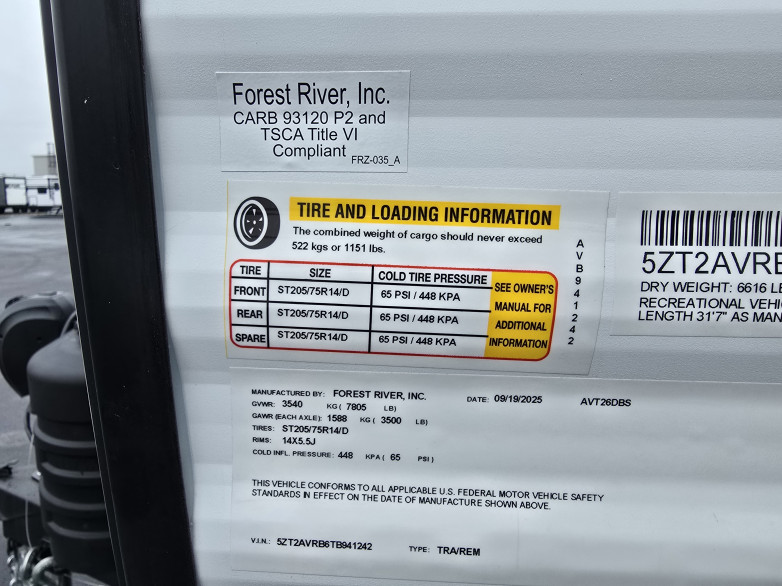 Forest River, Inc.
CARB 93120 P2 and
TSCA Title VI
Compliant
FRZ-035_A
TIRE AND LOADING INFORMATION
The combined weight of cargo should never exceed
522 kgs or 1151 lbs.
TIRE SIZE COLD TIRE PRESSURE
FRONT ST205/75R14/D 65 PSI / 448 KPA
REAR ST205/75R14/D 65 PSI / 448 KPA
SPARE ST205/75R14/D 65 PSI / 448 KPA
SEE OWNER'S
MANUAL FOR
ADDITIONAL
INFORMATION
AVB941242
5ZT2AVRB
DRY WEIGHT: 6616 LB
RECREATIONAL VEHI
LENGTH 31'7" AS MAN
MANUFACTURED BY: FOREST RIVER, INC. DATE: 09/19/2025 AVT26DBS
GVWR: 3540 KG ( 7805 LB)
GAWR (EACH AXLE): 1588 KG ( 3500 LB)
TIRES: ST205/75R14/D
RIMS: 14X5.5J
COLD INFL. PRESSURE: 448 KPA ( 65 PSI )
THIS VEHICLE CONFORMS TO ALL APPLICABLE U.S. FEDERAL MOTOR VEHICLE SAFETY
STANDARDS IN EFFECT ON THE DATE OF MANUFACTURE SHOWN ABOVE.
V.I.N.: 5ZT2AVRB6TB941242 TYPE: TRA/REM